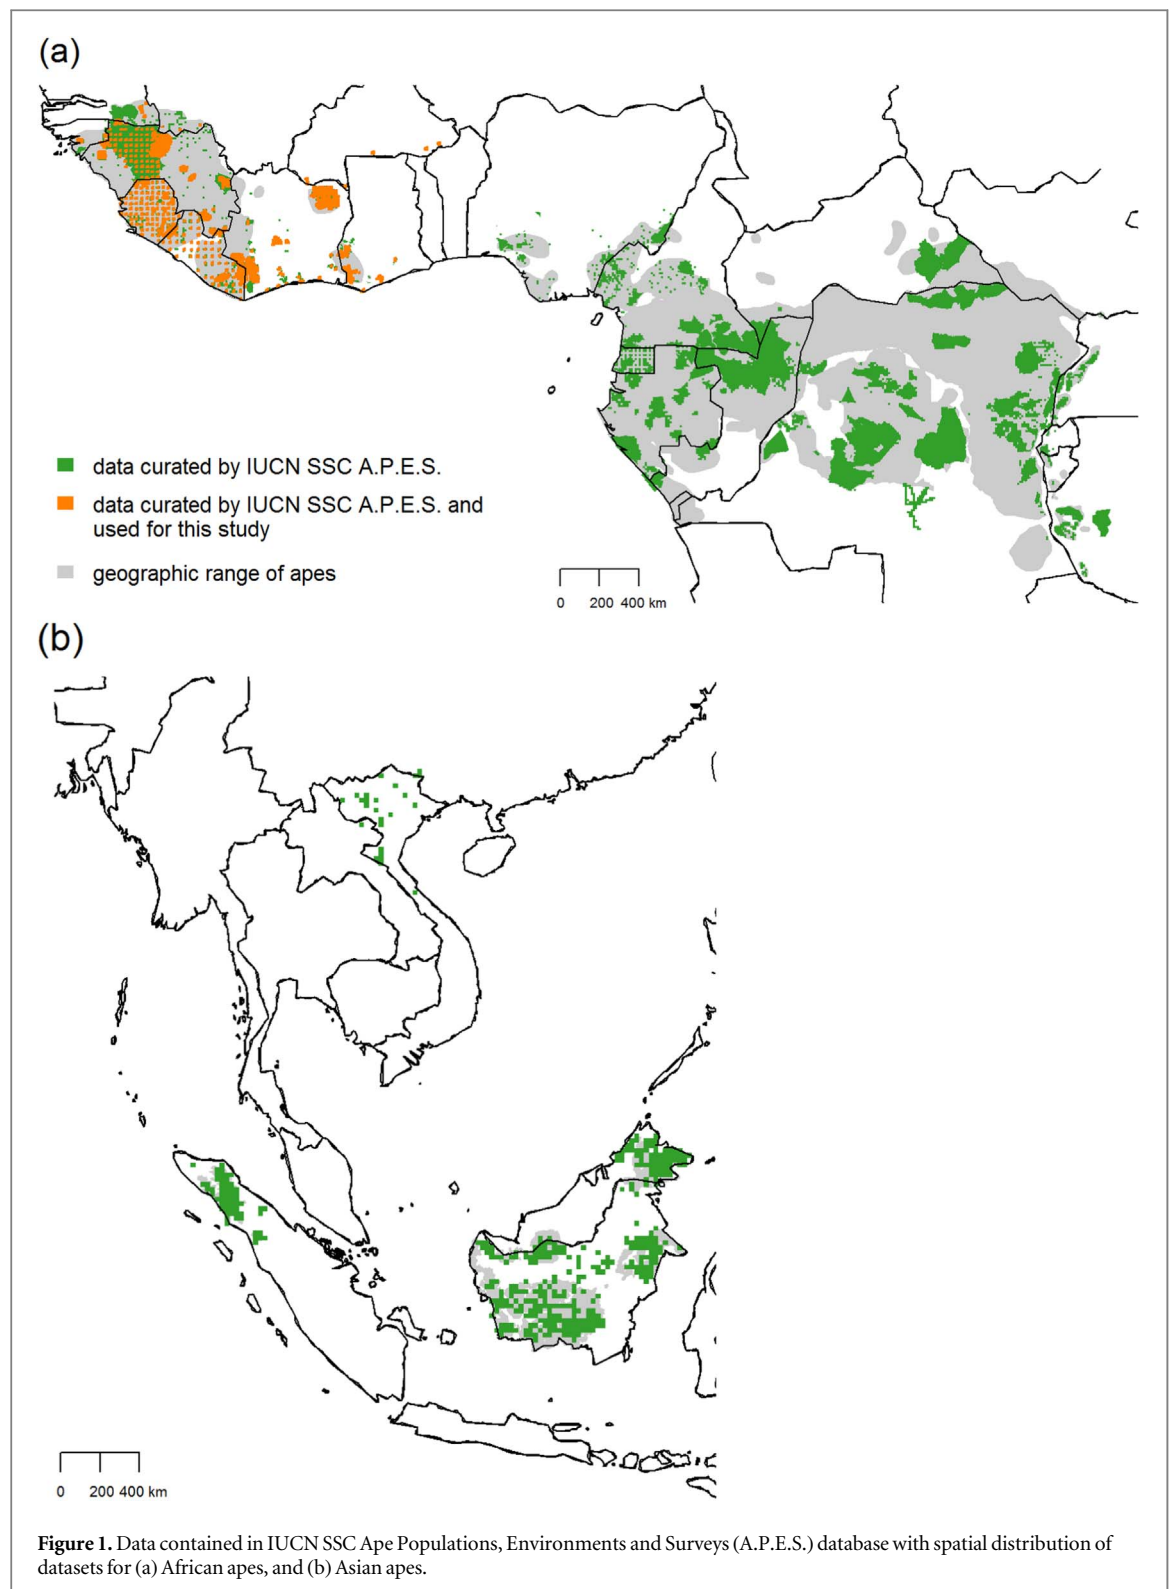 (a)
data curated by IUCN SSC A.P.E.S.
data curated by IUCN SSC A.P.E.S. and
used for this study
geographic range of apes
0 200 400 km
(b)
0 200 400 km
Figure 1. Data contained in IUCN SSC Ape Populations, Environments and Surveys (A.P.E.S.) database with spatial distribution of
datasets for (a) African apes, and (b) Asian apes.